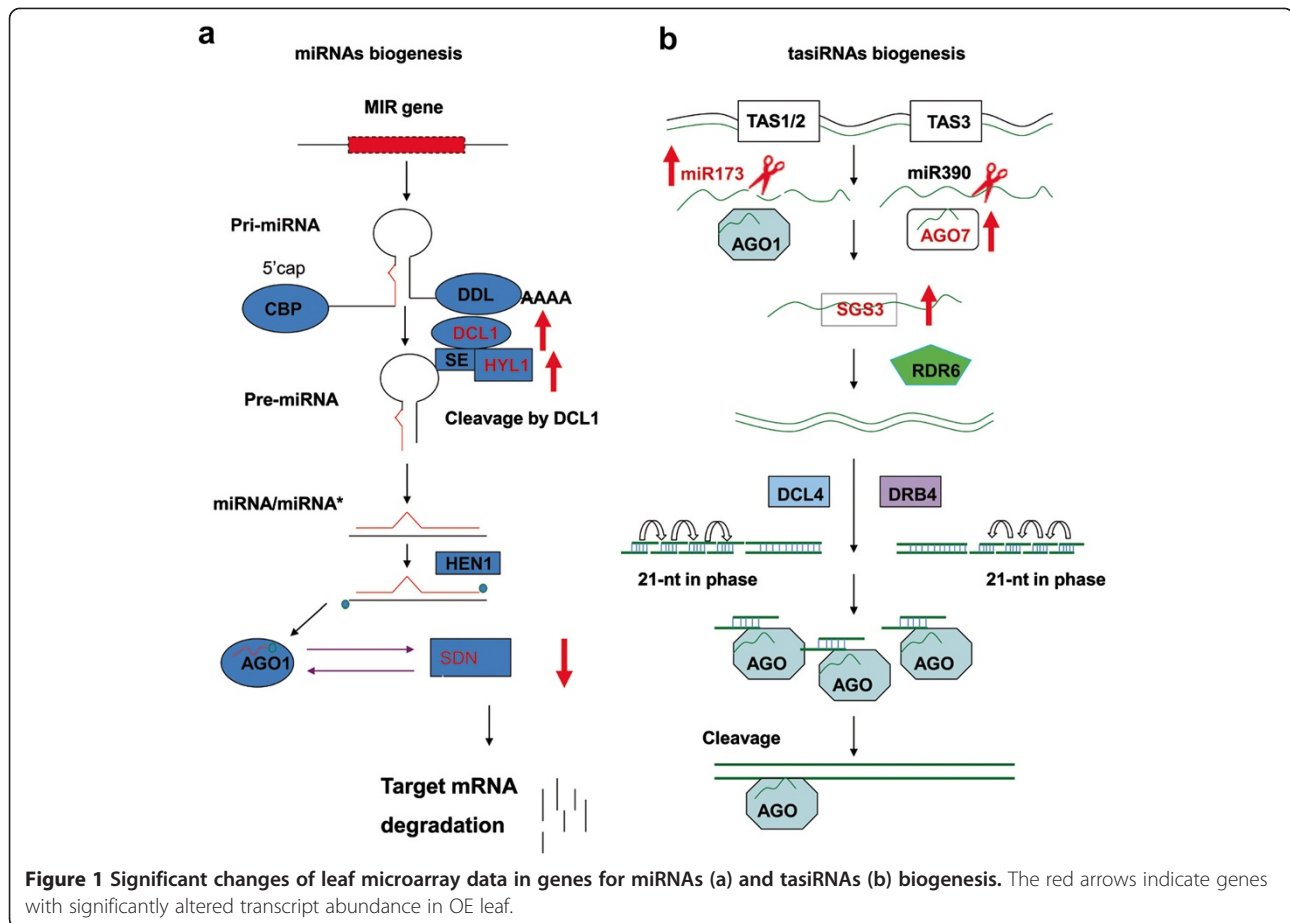 a
miRNAs biogenesis
MIR gene
Pri-miRNA
5'cap
CBP
DDL
AAAA
DCL1
SE
HYL1
Pre-miRNA
Cleavage by DCL1
miRNA/miRNA*
HEN1
AGO1
SDN
Target mRNA
degradation
b
tasiRNAs biogenesis
TAS1/2
TAS3
miR173
miR390
AGO1
AGO7
SGS3
RDR6
DCL4
DRB4
21-nt in phase
21-nt in phase
AGO
AGO
AGO
Cleavage
AGO
Figure 1 Significant changes of leaf microarray data in genes for miRNAs (a) and tasiRNAs (b) biogenesis. The red arrows indicate genes
with significantly altered transcript abundance in OE leaf.